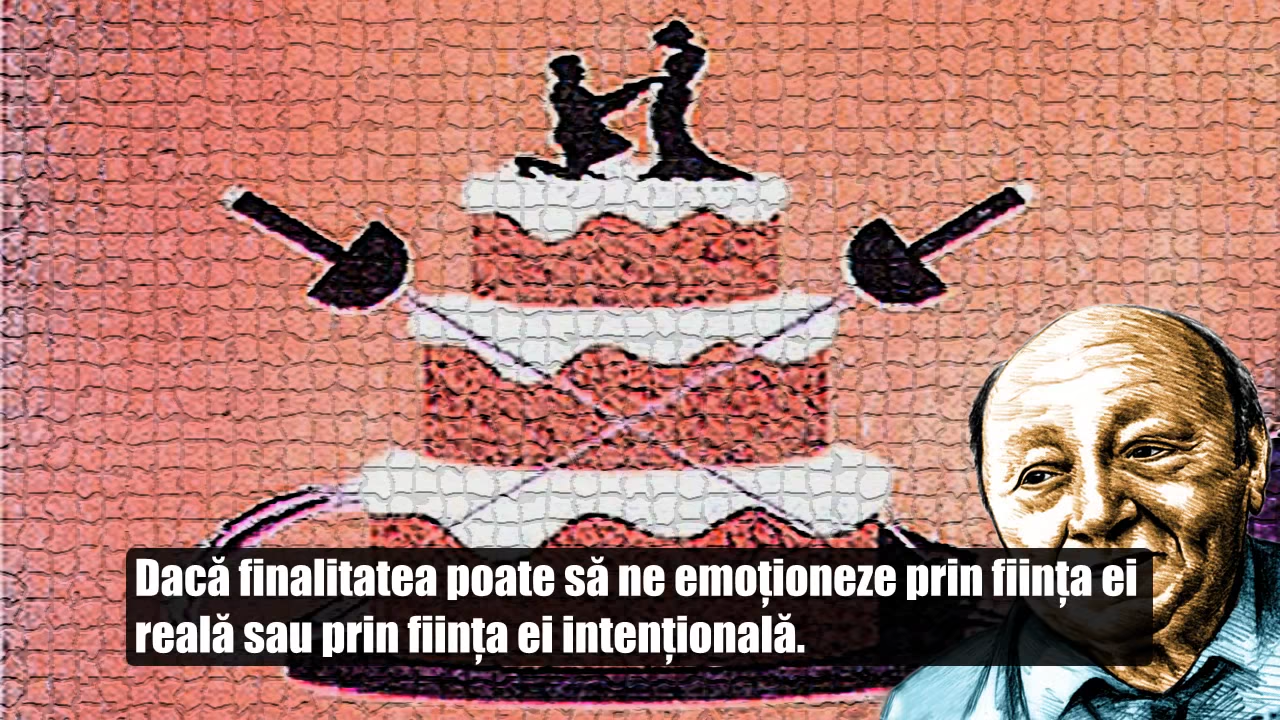 Dacă finalitatea poate să ne emoționeze prin ființa ei
reală sau prin ființa ei intențională.